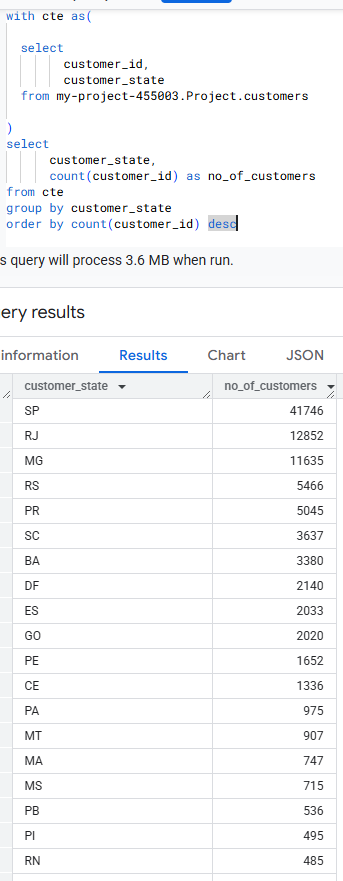 with cte as(
select
customer_id,
customer_state
from my-project-455003.Project.customers
)
select
customer_state,
count(customer_id) as no_of_customers
from cte
group by customer_state
order by count(customer_id) desc
s query will process 3.6 MB when run.
ery results
information Results Chart JSON
customer_state no_of_customers
SP 41746
RJ 12852
MG 11635
RS 5466
PR 5045
SC 3637
BA 3380
DF 2140
ES 2033
GO 2020
PE 1652
CE 1336
PA 975
MT 907
MA 747
MS 715
PB 536
PI 495
RN 485